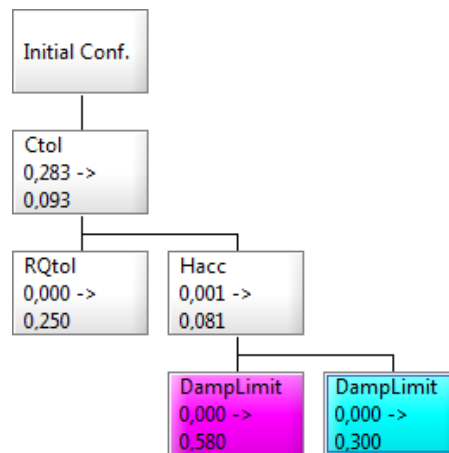 Initial Conf.
Ctol
0,283 ->
0,093
RQtol
0,000 ->
0,250
Hacc
0,001 ->
0,081
DampLimit
0,000 ->
0,580
DampLimit
0,000 ->
0,300